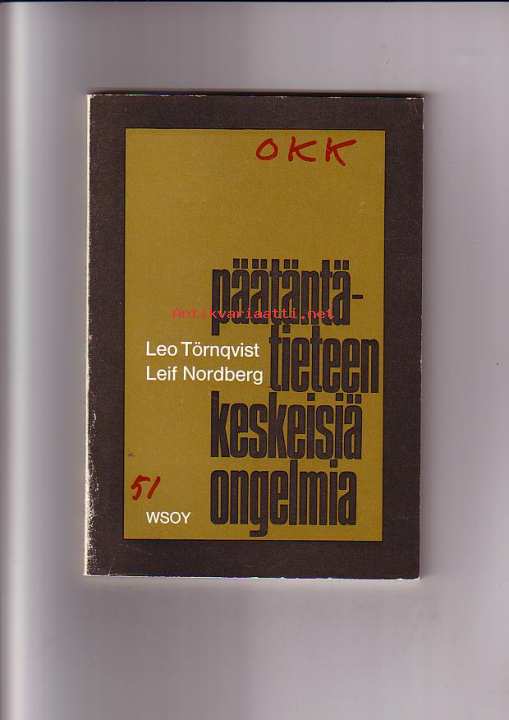 OKK
päätäntä-
Antikvariaatti.net
Leo Törnqvist
tieteen
Leif Nordberg
keskeisiä
ongelmia
51
WSOY